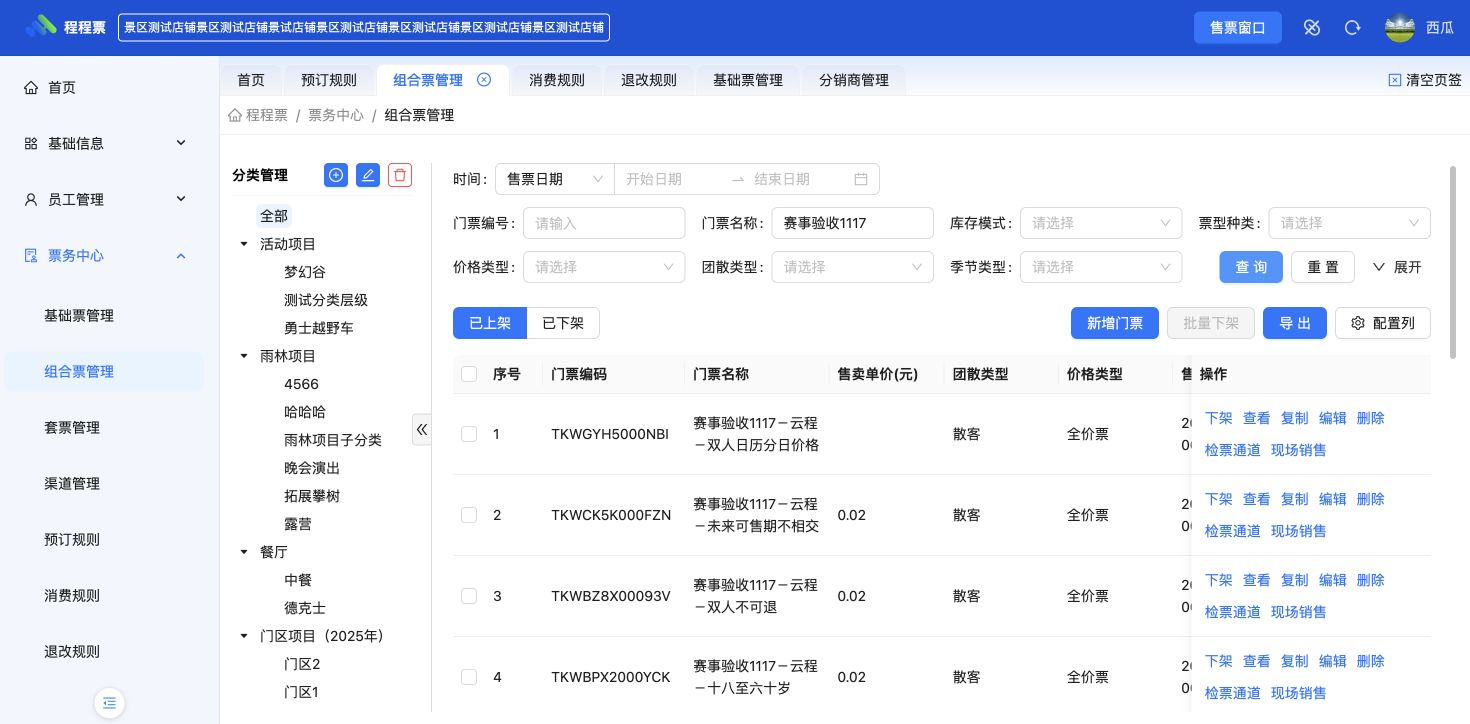 程程票 景区测试店铺景区测试店铺景试店铺景区测试店铺景区测试店铺景区测试店铺景区测试店铺 售票窗口 西瓜
首页 预订规则 组合票管理 消费规则 退改规则 基础票管理 分销商管理 清空页签
程程票 / 票务中心 / 组合票管理
首页
基础信息
员工管理
票务中心
基础票管理
组合票管理
套票管理
渠道管理
预订规则
消费规则
退改规则
分类管理
全部
活动项目
梦幻谷
测试分类层级
勇士越野车
雨林项目
4566
哈哈哈
雨林项目子分类
晚会演出
拓展攀树
露营
餐厅
中餐
德克士
门区项目（2025年）
门区2
门区1
时间： 售票日期 开始日期 → 结束日期
门票编号： 请输入 门票名称： 赛事验收1117 库存模式： 请选择 票型种类： 请选择
价格类型： 请选择 团散类型： 请选择 季节类型： 请选择 查 询 重 置 展开
已上架 已下架 新增门票 批量下架 导 出 配置列
序号 门票编码 门票名称 售卖单价(元) 团散类型 价格类型 操作
1 TKWGYH5000NBI 赛事验收1117－云程 散客 全价票 下架 查看 复制 编辑 删除
－双人日历分日价格 检票通道 现场销售
2 TKWCK5K000FZN 赛事验收1117－云程 0.02 散客 全价票 下架 查看 复制 编辑 删除
－未来可售期不相交 检票通道 现场销售
3 TKWBZ8X00093V 赛事验收1117－云程 0.02 散客 全价票 下架 查看 复制 编辑 删除
－双人不可退 检票通道 现场销售
4 TKWBPX2000YCK 赛事验收1117－云程 0.02 散客 全价票 下架 查看 复制 编辑 删除
－十八至六十岁 检票通道 现场销售